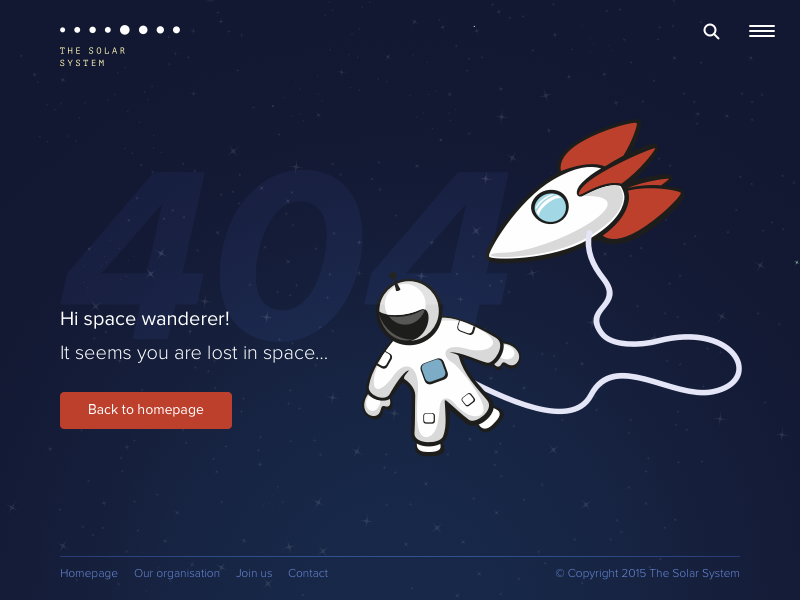 THE SOLAR
SYSTEM
404
Hi space wanderer!
It seems you are lost in space...
Back to homepage
Homepage Our organisation Join us Contact
© Copyright 2015 The Solar System